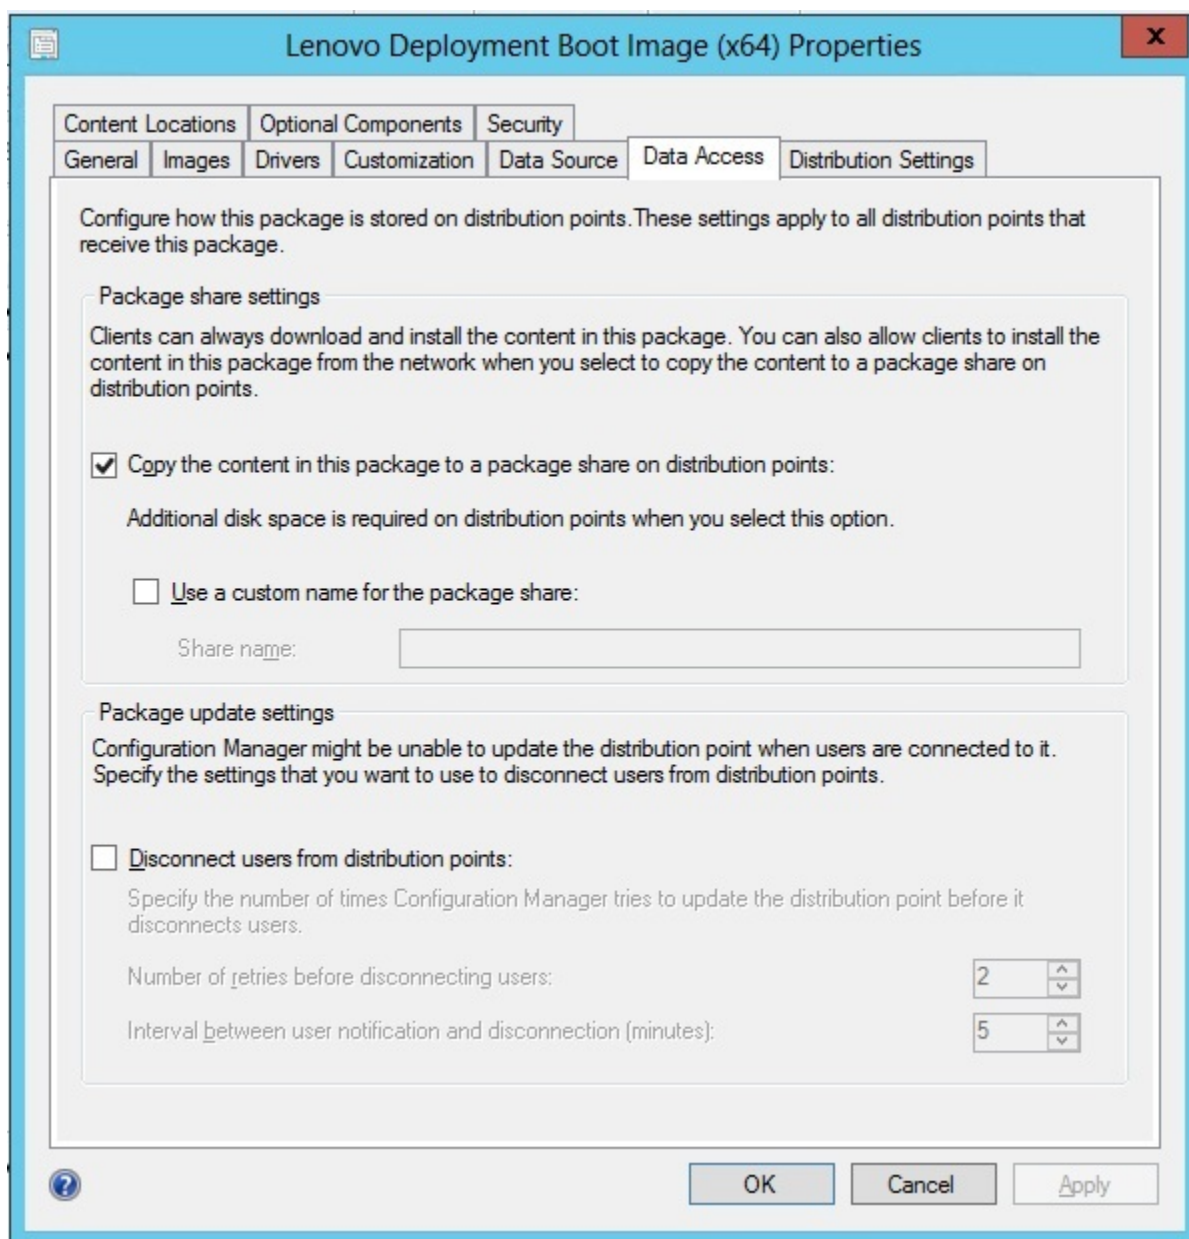 Lenovo Deployment Boot Image (x64) Properties
x
Content Locations Optional Components Security
General Images Drivers Customization Data Source Data Access Distribution Settings
Configure how this package is stored on distribution points.These settings apply to all distribution points that
receive this package.
Package share settings
Clients can always download and install the content in this package. You can also allow clients to install the
content in this package from the network when you select to copy the content to a package share on
distribution points.
Copy the content in this package to a package share on distribution points:
Additional disk space is required on distribution points when you select this option.
Use a custom name for the package share:
Share name:
Package update settings
Configuration Manager might be unable to update the distribution point when users are connected to it.
Specify the settings that you want to use to disconnect users from distribution points.
Disconnect users from distribution points:
Specify the number of times Configuration Manager tries to update the distribution point before it
disconnects users.
Number of retries before disconnecting users: 2
Interval between user notification and disconnection (minutes): 5
? OK Cancel Apply